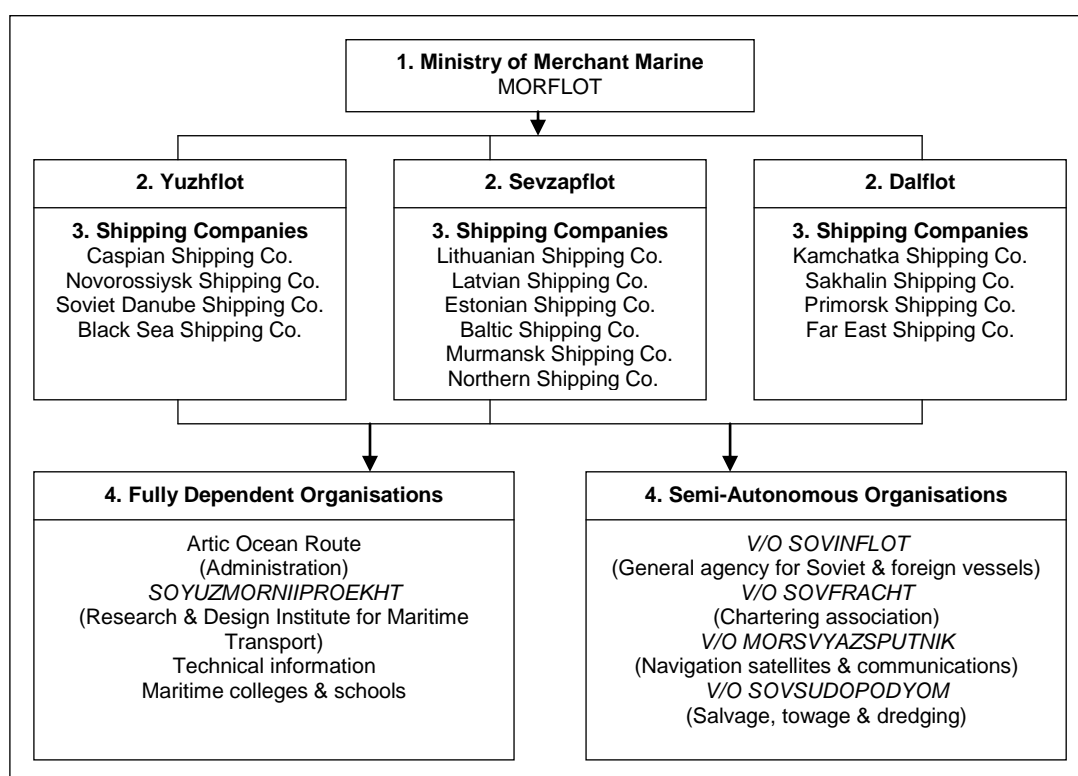 1. Ministry of Merchant Marine
MORFLOT
2. Yuzhflot
3. Shipping Companies
Caspian Shipping Co.
Novorossiysk Shipping Co.
Soviet Danube Shipping Co.
Black Sea Shipping Co.
2. Sevzapflot
3. Shipping Companies
Lithuanian Shipping Co.
Latvian Shipping Co.
Estonian Shipping Co.
Baltic Shipping Co.
Murmansk Shipping Co.
Northern Shipping Co.
2. Dalflot
3. Shipping Companies
Kamchatka Shipping Co.
Sakhalin Shipping Co.
Primorsk Shipping Co.
Far East Shipping Co.
4. Fully Dependent Organisations
Artic Ocean Route
(Administration)
SOYUZMORNIIPROEKHT
(Research & Design Institute for Maritime
Transport)
Technical information
Maritime colleges & schools
4. Semi-Autonomous Organisations
V/O SOVINFLOT
(General agency for Soviet & foreign vessels)
V/O SOVFRACHT
(Chartering association)
V/O MORSVYAZSPUTNIK
(Navigation satellites & communications)
V/O SOVSUDOPODYOM
(Salvage, towage & dredging)